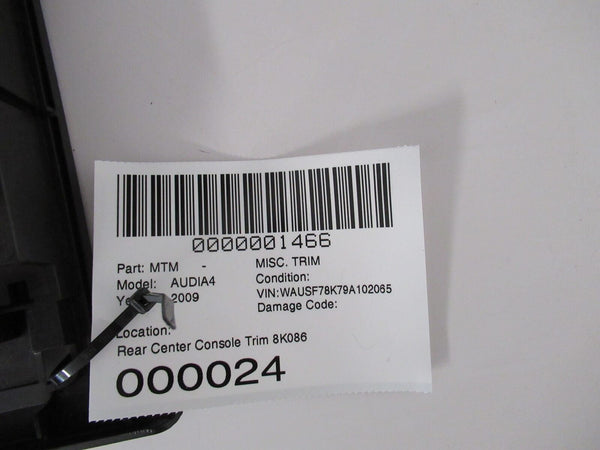 0000001466
Part: MTM - MISC. TRIM
Model: AUDIA4 Condition:
2009 VIN:WAUSF78K79A102065
Damage Code:
Location:
Rear Center Console Trim 8K086
000024